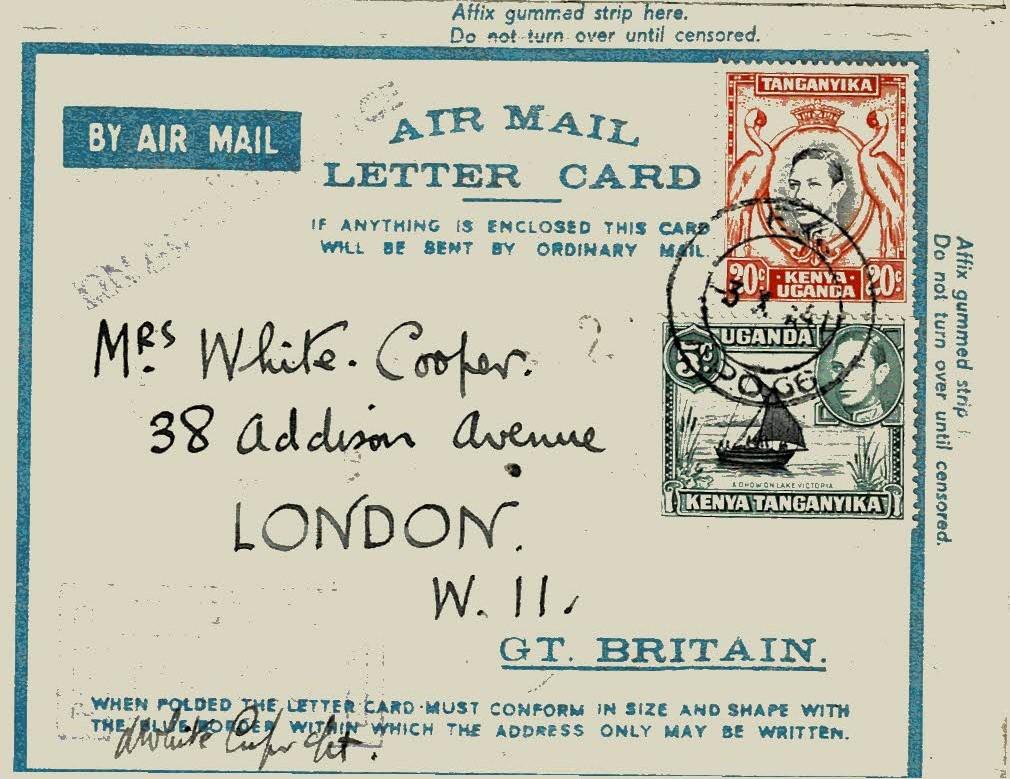 Affix gummed strip here.
Do not turn over until censored.
BY AIR MAIL
AIR MAIL
LETTER CARD
IF ANYTHING IS ENCLOSED THIS CARD
WILL BE SENT BY ORDINARY MAIL.
TANGANYIKA
20c KENYA 20c
UGANDA
UGANDA
5c
A DHOW ON LAKE VICTORIA
KENYA TANGANYIKA
3 X
P.O. 66
Mrs White-Cooper.
38 Addison Avenue
LONDON.
W. 11.
GT. BRITAIN.
WHEN FOLDED THE LETTER CARD MUST CONFORM IN SIZE AND SHAPE WITH
THE BLUE BORDER WITHIN WHICH THE ADDRESS ONLY MAY BE WRITTEN.
Affix gummed strip
Do not turn over until censored.